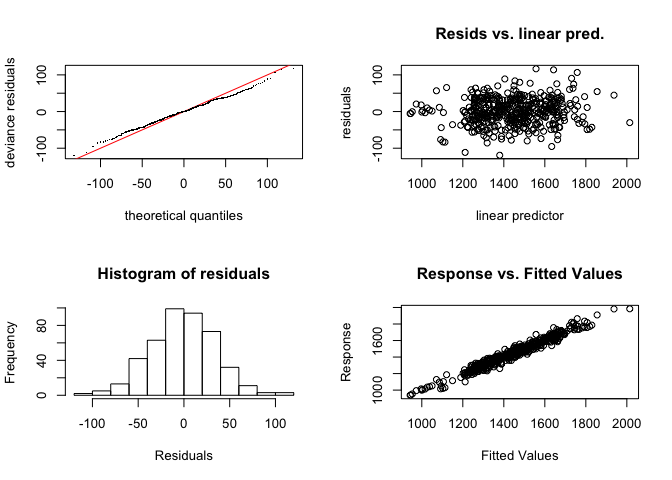 deviance residuals
-100 0 100
-100 -50 0 50 100
theoretical quantiles
Resids vs. linear pred.
residuals
-100 0 100
1000 1200 1400 1600 1800 2000
linear predictor
Histogram of residuals
Frequency
0 40 80
-100 -50 0 50 100
Residuals
Response vs. Fitted Values
Response
1000 1600
1000 1200 1400 1600 1800 2000
Fitted Values